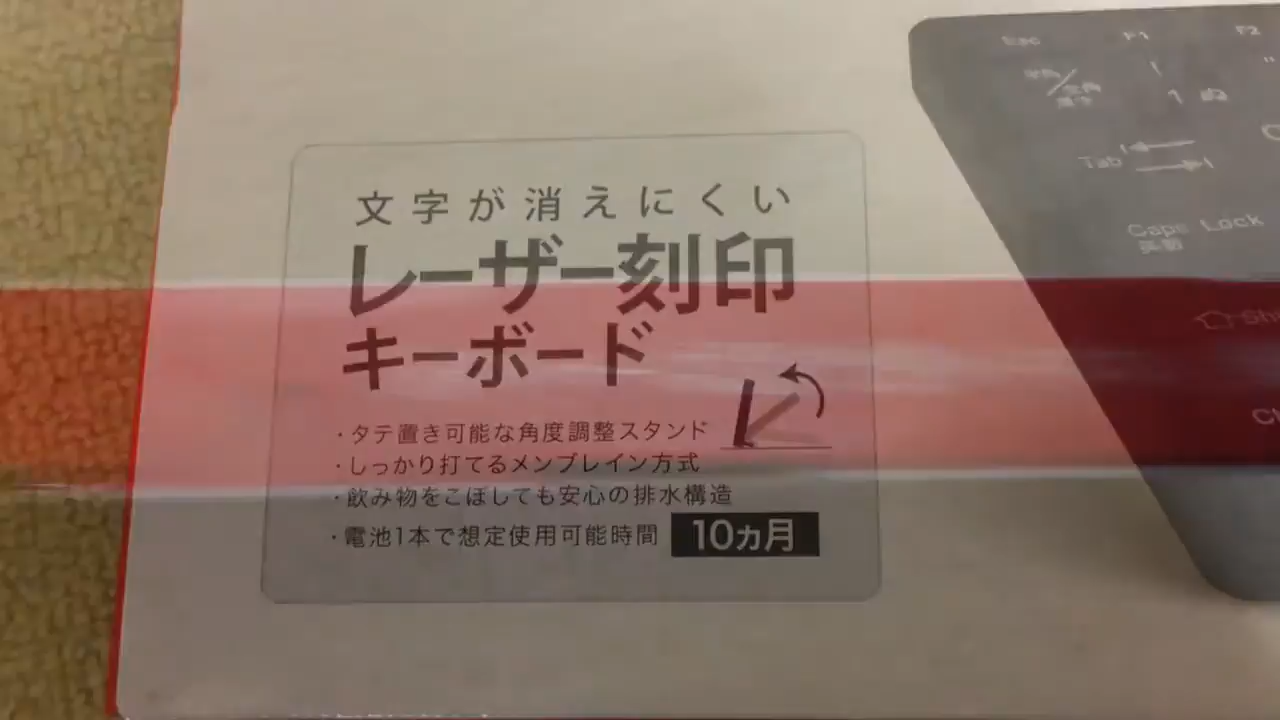 文字が消えにくい
レーザー刻印
キーボード
・タテ置き可能な角度調整スタンド
・しっかり打てるメンブレイン方式
・飲み物をこぼしても安心の排水構造
・電池1本で想定使用可能時間 10ヵ月
Esc F1 F2
! "
1 ぬ
Tab
Caps Lock
英数